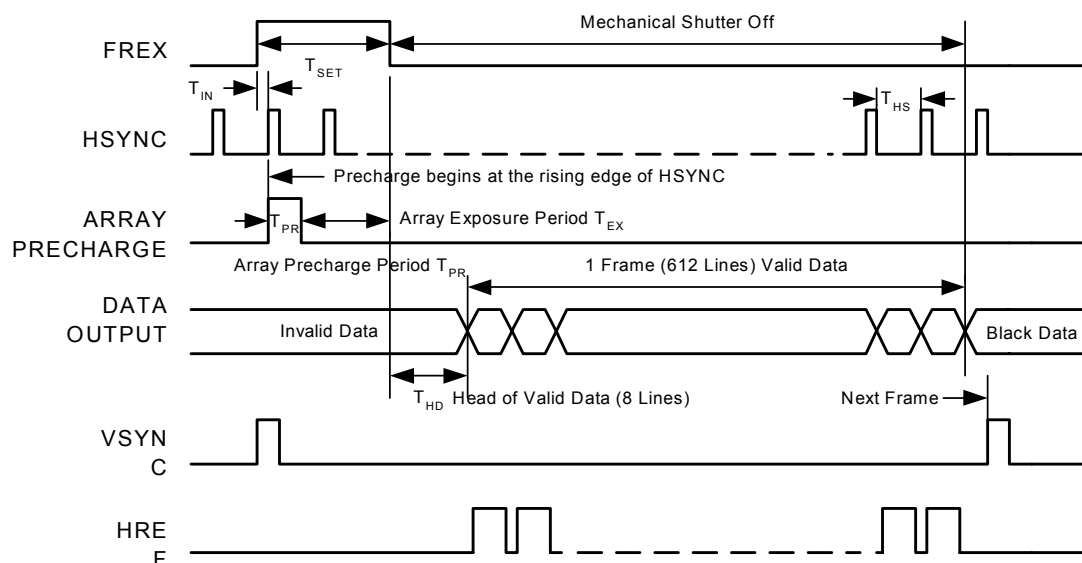 Mechanical Shutter Off
FREX
T_SET
T_IN
T_HS
HSYNC
Precharge begins at the rising edge of HSYNC
ARRAY
PRECHARGE
T_PR
Array Exposure Period T_EX
Array Precharge Period T_PR
1 Frame (612 Lines) Valid Data
DATA
OUTPUT
Invalid Data
Black Data
T_HD Head of Valid Data (8 Lines)
Next Frame
VSYN
C
HRE
F